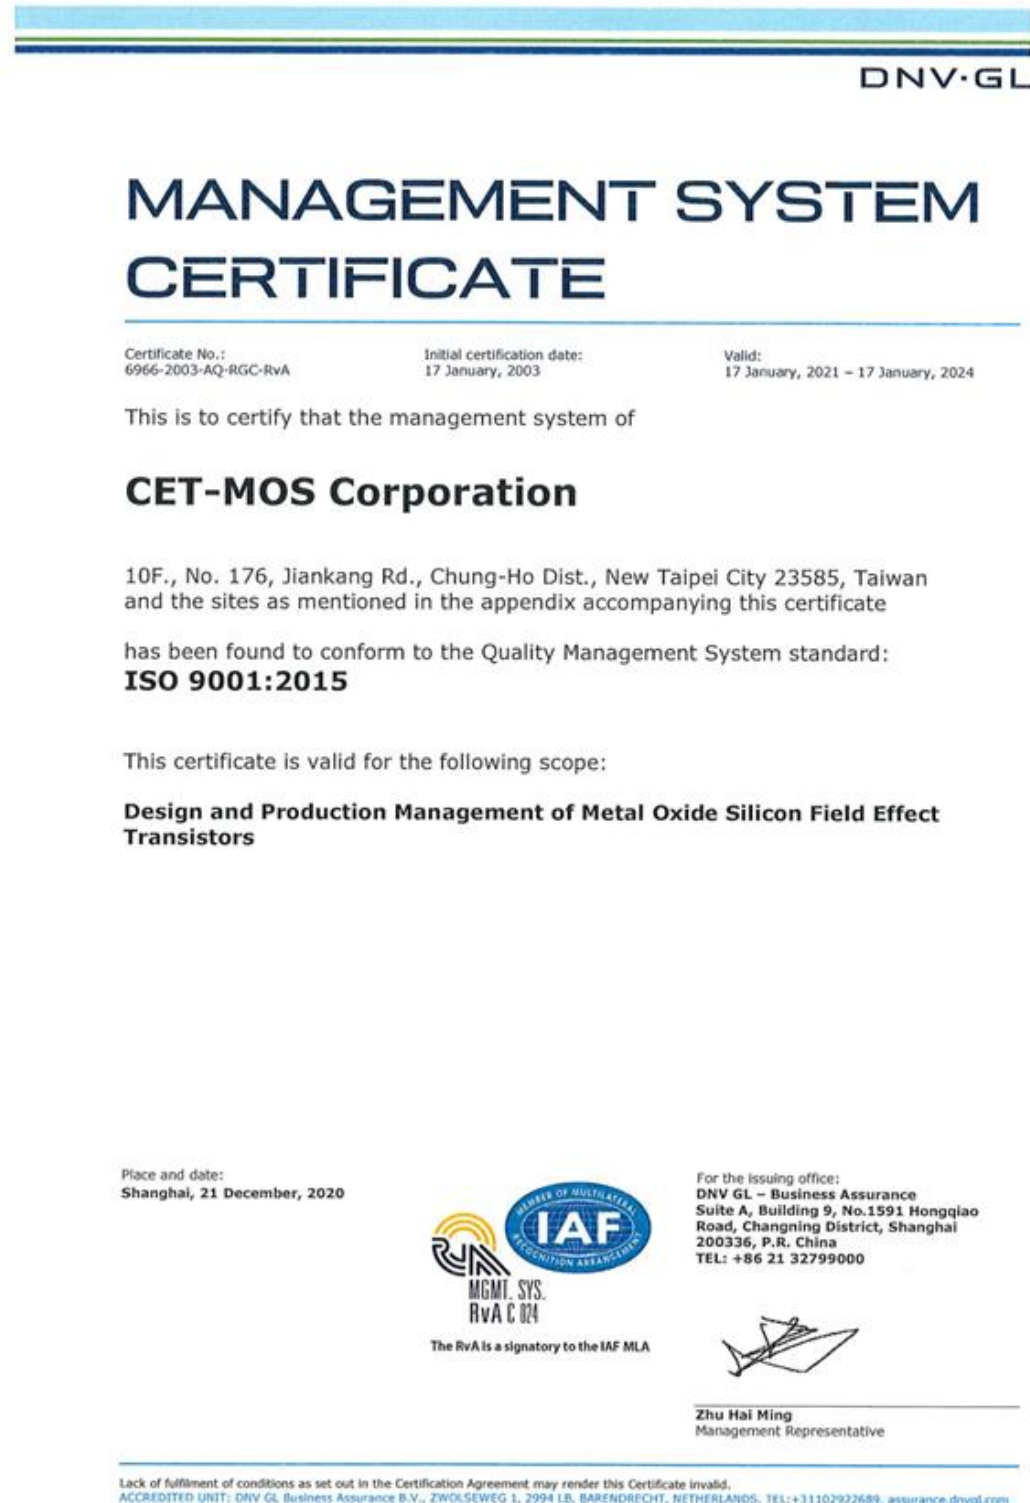 DNV·GL
MANAGEMENT SYSTEM
CERTIFICATE
Certificate No.:
6966-2003-AQ-RGC-RvA
Initial certification date:
17 January, 2003
Valid:
17 January, 2021 – 17 January, 2024
This is to certify that the management system of
CET-MOS Corporation
10F., No. 176, Jiankang Rd., Chung-Ho Dist., New Taipei City 23585, Taiwan
and the sites as mentioned in the appendix accompanying this certificate
has been found to conform to the Quality Management System standard:
ISO 9001:2015
This certificate is valid for the following scope:
Design and Production Management of Metal Oxide Silicon Field Effect
Transistors
Place and date:
Shanghai, 21 December, 2020
MEMBER OF MULTILATERAL
IAF
RECOGNITION ARRANGEMENT
RvA
MGMT. SYS.
RvA C 024
The RvA is a signatory to the IAF MLA
For the issuing office:
DNV GL – Business Assurance
Suite A, Building 9, No.1591 Hongqiao
Road, Changning District, Shanghai
200336, P.R. China
TEL: +86 21 32799000
Zhu Hai Ming
Management Representative
Lack of fulfilment of conditions as set out in the Certification Agreement may render this Certificate invalid.
ACCREDITED UNIT: DNV GL Business Assurance B.V., ZWOLSEWEG 1, 2994 LB, BARENDRECHT, NETHERLANDS. TEL:+31102922689. assurance.dnvgl.com